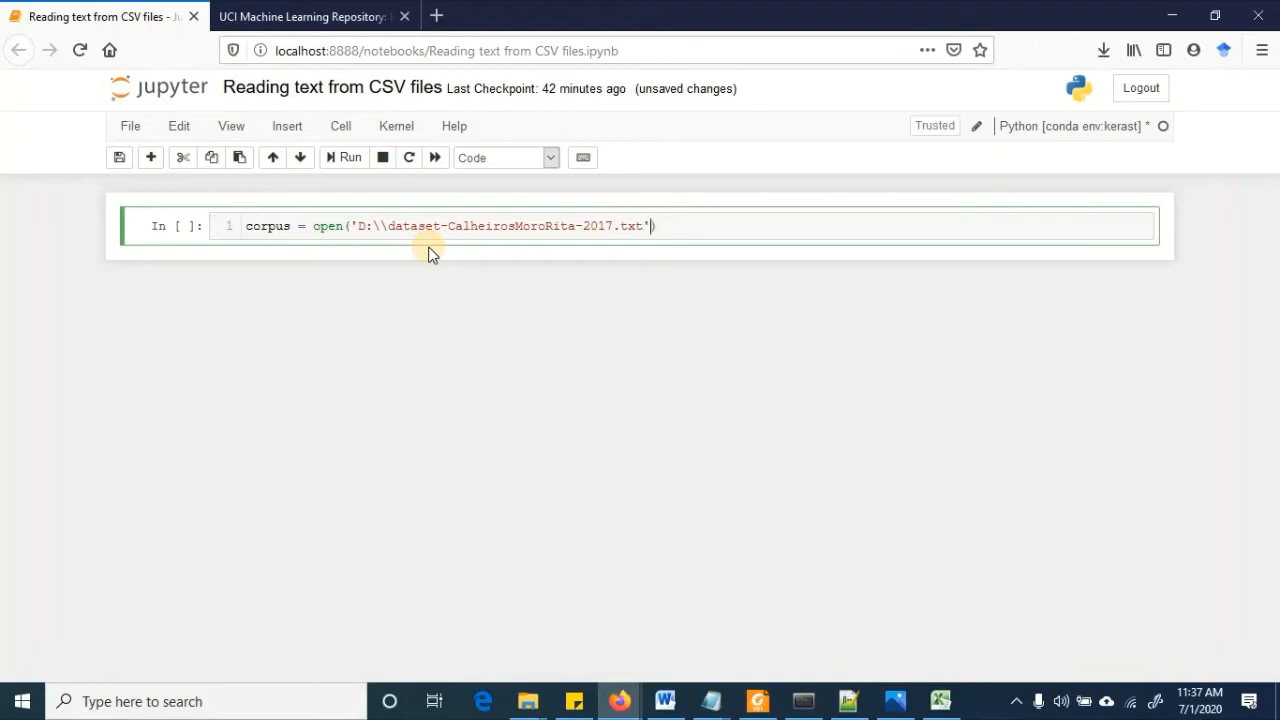 Reading text from CSV files - Ju
UCI Machine Learning Repository:
localhost:8888/notebooks/Reading text from CSV files.ipynb
jupyter Reading text from CSV files Last Checkpoint: 42 minutes ago (unsaved changes)
Logout
File Edit View Insert Cell Kernel Help
Trusted Python [conda env:kerast] *
Run Code
In [ ]: 1 corpus = open('D:\\dataset-CalheirosMoroRita-2017.txt')
Type here to search
11:37 AM
7/1/2020